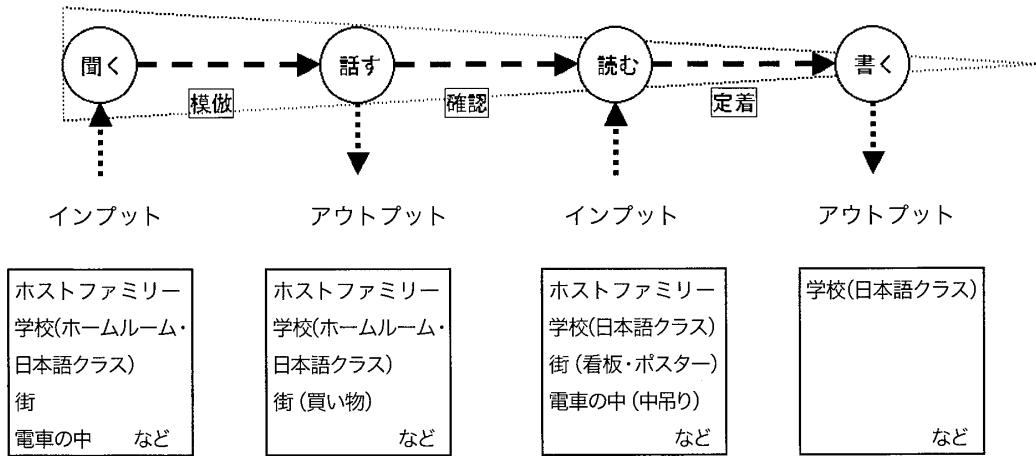 聞く
話す
読む
書く
模倣
確認
定着
インプット
アウトプット
インプット
アウトプット
ホストファミリー
学校(ホームルーム・
日本語クラス)
街
電車の中 など
ホストファミリー
学校(ホームルーム・
日本語クラス)
街(買い物)
など
ホストファミリー
学校(日本語クラス)
街(看板・ポスター)
電車の中(中吊り)
など
学校(日本語クラス)
など